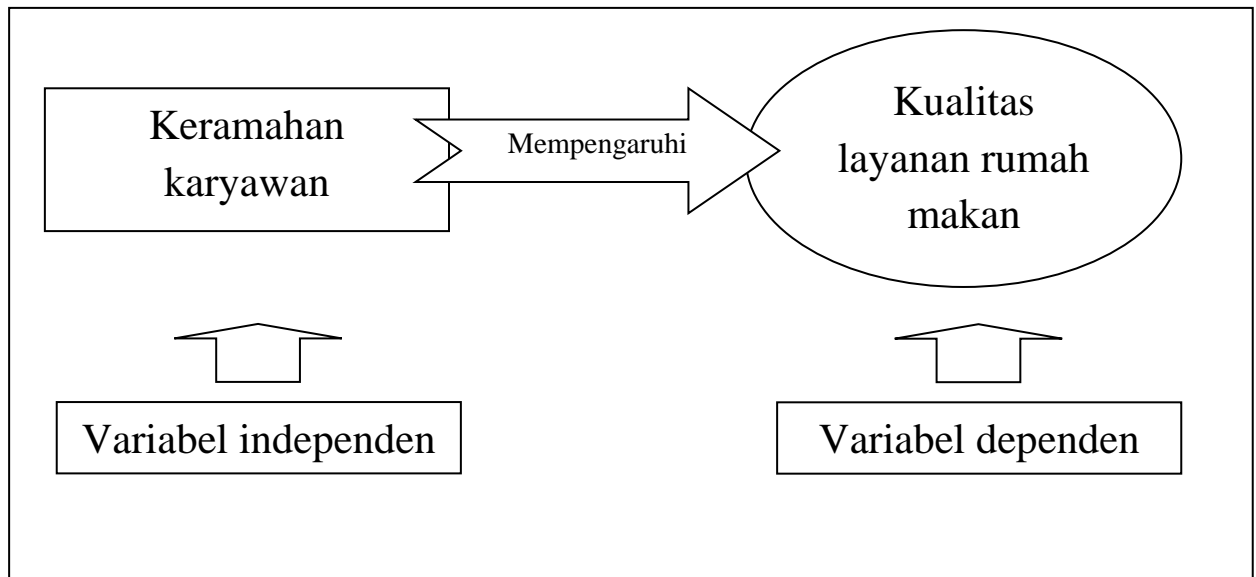 Keramahan
karyawan
Mempengaruhi
Kualitas
layanan rumah
makan
Variabel independen
Variabel dependen